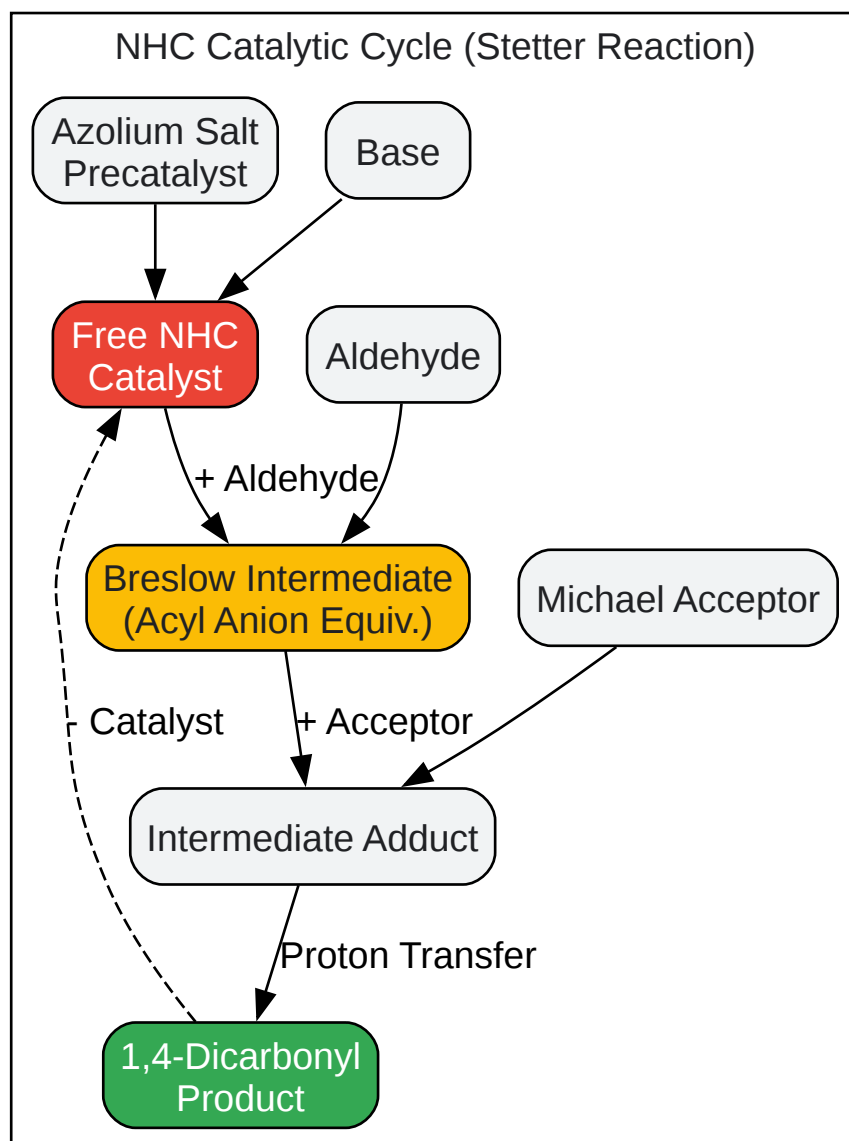 NHC Catalytic Cycle (Stetter Reaction)
Azolium Salt
Precatalyst
Base
Free NHC
Catalyst
Aldehyde
+ Aldehyde
Breslow Intermediate
(Acyl Anion Equiv.)
Michael Acceptor
- Catalyst
+ Acceptor
Intermediate Adduct
Proton Transfer
1,4-Dicarbonyl
Product